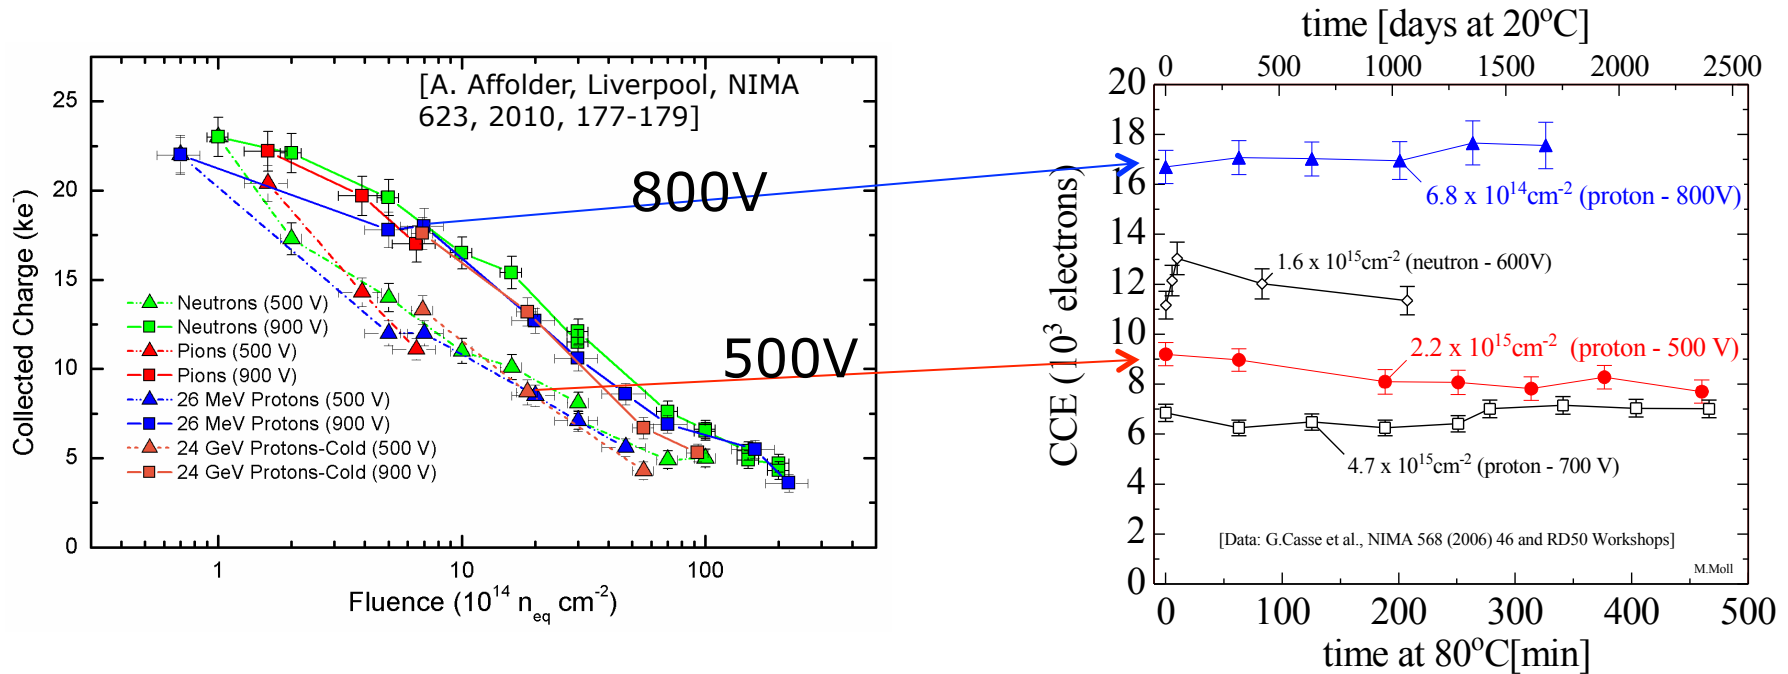 [A. Affolder, Liverpool, NIMA
623, 2010, 177-179]
25
20
15
10
5
0
Collected Charge (ke⁻)
800V
500V
Neutrons (500 V)
Neutrons (900 V)
Pions (500 V)
Pions (900 V)
26 MeV Protons (500 V)
26 MeV Protons (900 V)
24 GeV Protons-Cold (500 V)
24 GeV Protons-Cold (900 V)
1 10 100
Fluence (10¹⁴ n_eq cm⁻²)
time [days at 20°C]
0 500 1000 1500 2000 2500
20
18
16
14
12
10
8
6
4
2
0
CCE (10³ electrons)
6.8 x 10¹⁴cm⁻² (proton - 800V)
1.6 x 10¹⁵cm⁻² (neutron - 600V)
2.2 x 10¹⁵cm⁻² (proton - 500 V)
4.7 x 10¹⁵cm⁻² (proton - 700 V)
[Data: G.Casse et al., NIMA 568 (2006) 46 and RD50 Workshops]
M.Moll
0 100 200 300 400 500
time at 80°C[min]